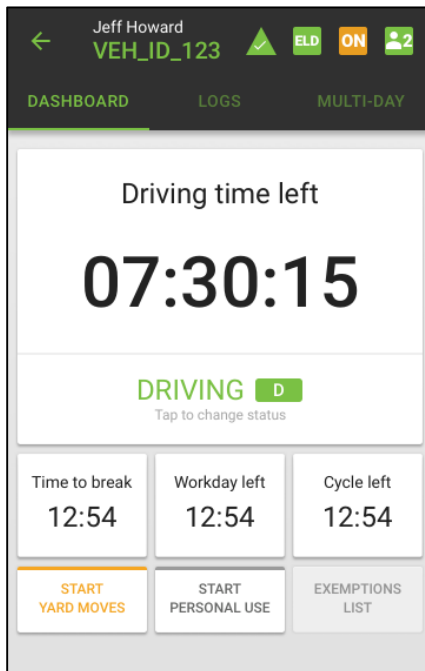 Jeff Howard
VEH_ID_123
ELD
ON
2
DASHBOARD LOGS MULTI-DAY
Driving time left
07:30:15
DRIVING D
Tap to change status
Time to break
12:54
Workday left
12:54
Cycle left
12:54
START
YARD MOVES
START
PERSONAL USE
EXEMPTIONS
LIST